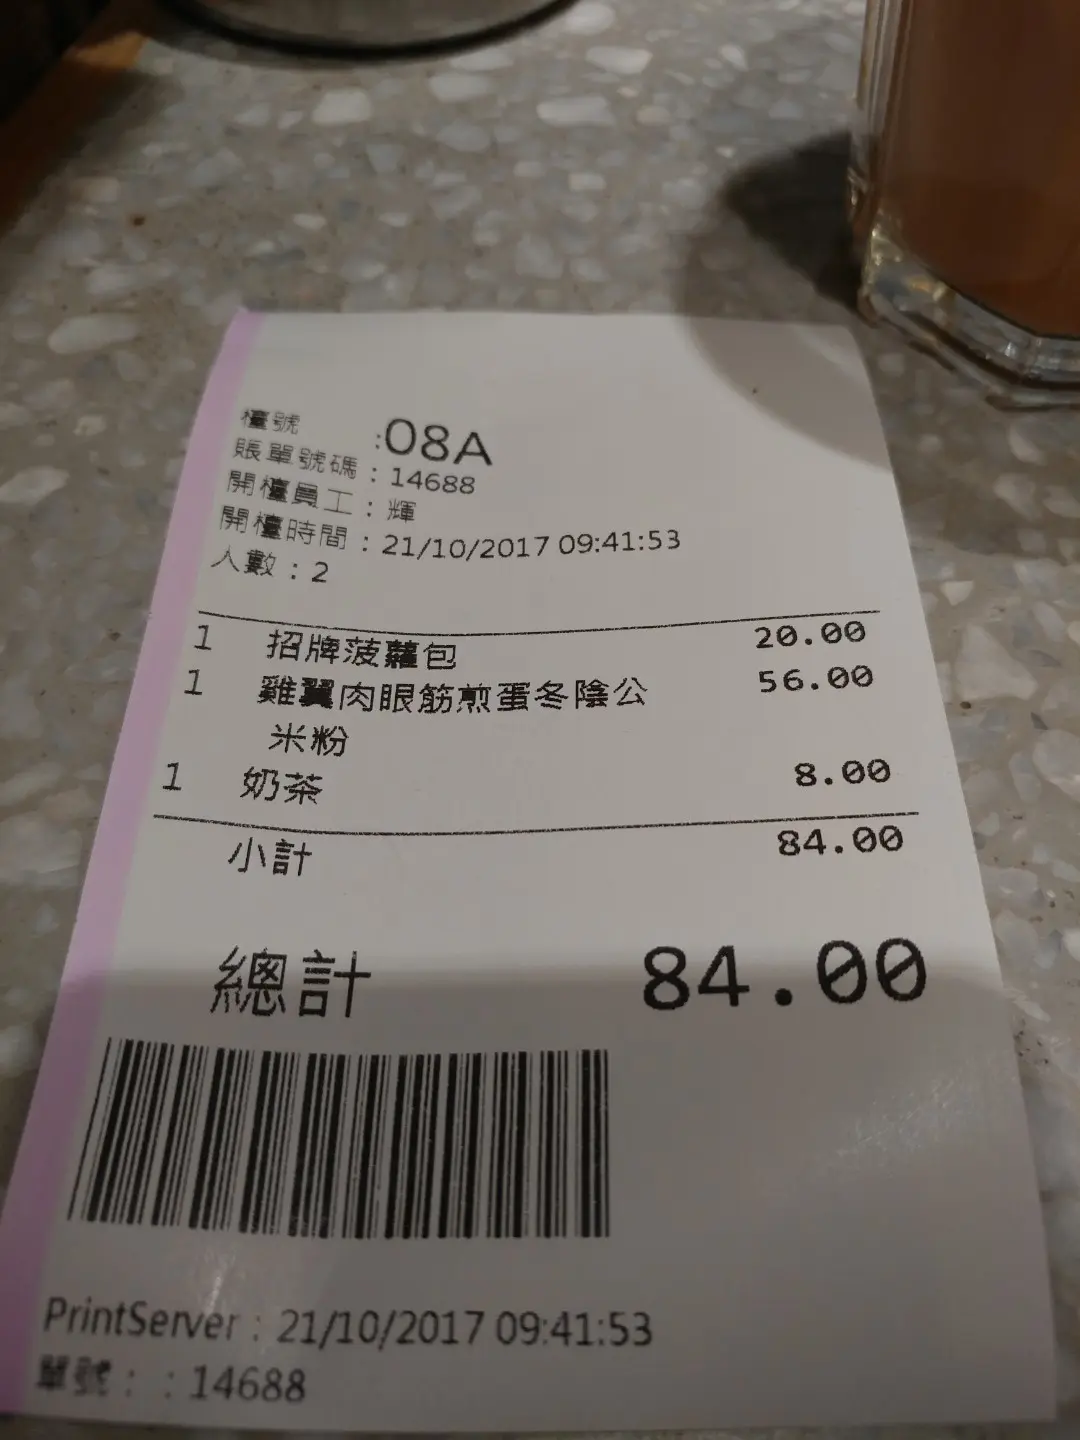 檯號 :08A
賬單號碼 : 14688
開檯員工 : 輝
開檯時間 : 21/10/2017 09:41:53
人數 : 2
1 招牌菠蘿包 20.00
1 雞翼肉眼筋煎蛋冬陰公 56.00
米粉
1 奶茶 8.00
小計 84.00
總計 84.00
PrintServer : 21/10/2017 09:41:53
單號 : : 14688